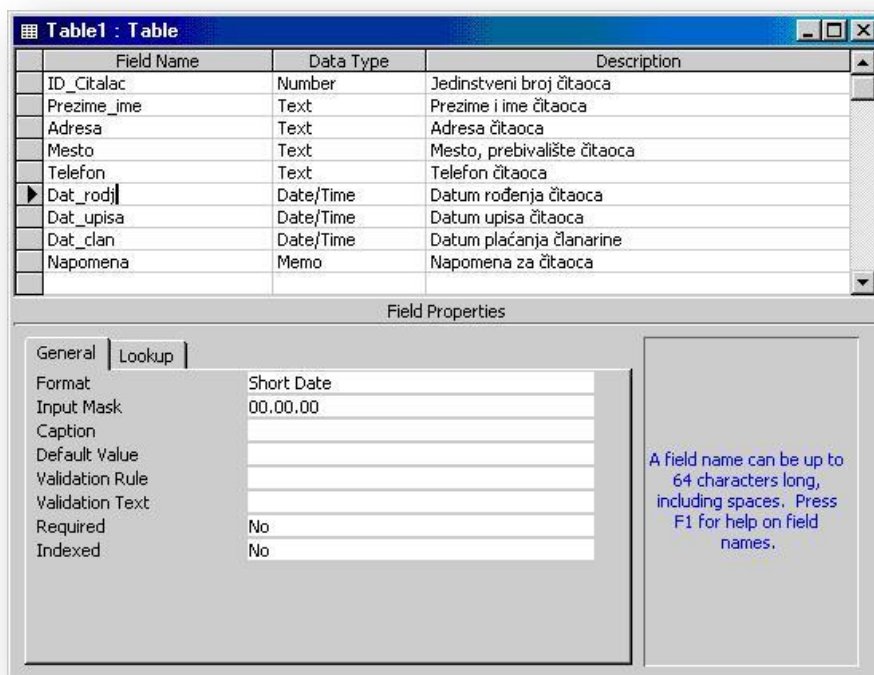 Table1 : Table
Field Name Data Type Description
ID_Citalac Number Jedinstveni broj čitaoca
Prezime_ime Text Prezime i ime čitaoca
Adresa Text Adresa čitaoca
Mesto Text Mesto, prebivalište čitaoca
Telefon Text Telefon čitaoca
Dat_rodj Date/Time Datum rođenja čitaoca
Dat_upisa Date/Time Datum upisa čitaoca
Dat_clan Date/Time Datum plaćanja članarine
Napomena Memo Napomena za čitaoca
Field Properties
General Lookup
Format Short Date
Input Mask 00.00.00
Caption
Default Value
Validation Rule
Validation Text
Required No
Indexed No
A field name can be up to
64 characters long,
including spaces. Press
F1 for help on field
names.